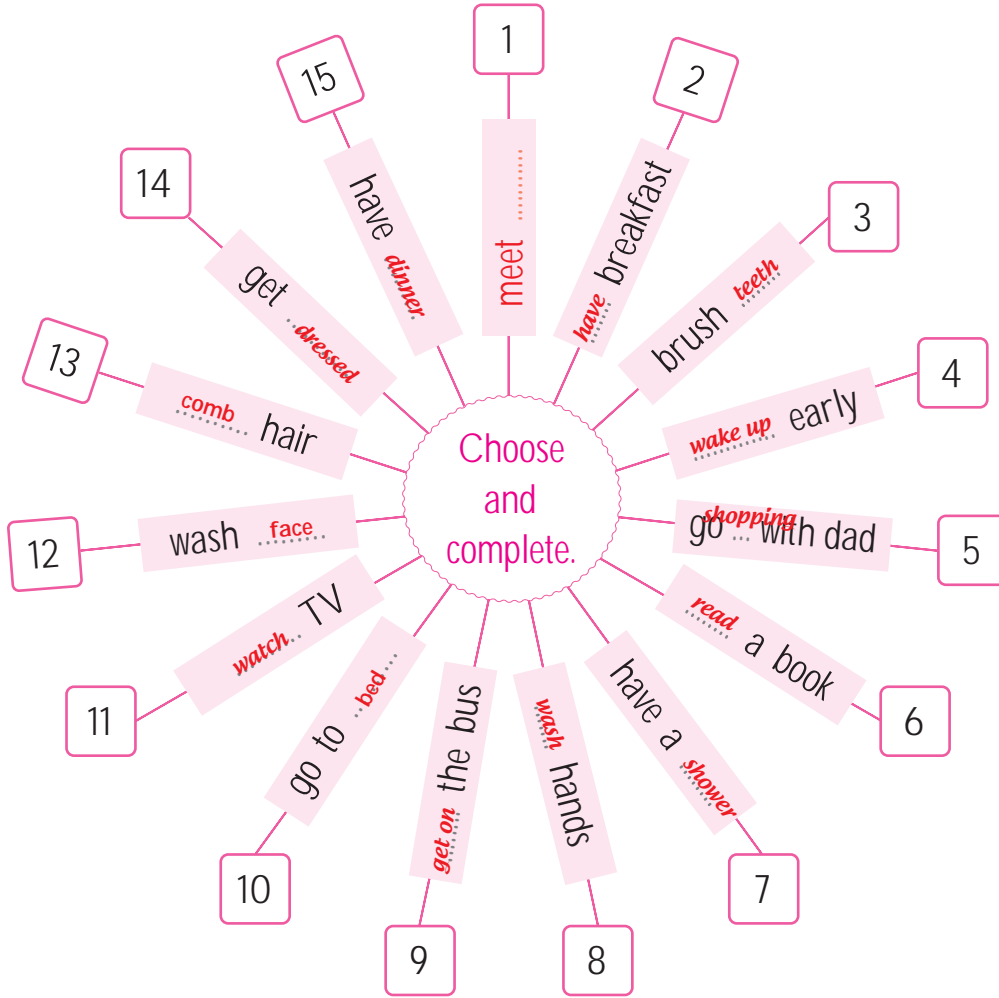 Choose
and
complete.
1
meet ............
2
have breakfast
3
brush teeth
4
wake up early
5
go shopping with dad
6
read a book
7
have a shower
8
wash hands
9
get on the bus
10
go to bed
11
watch TV
12
wash face
13
comb hair
14
get dressed
15
have dinner